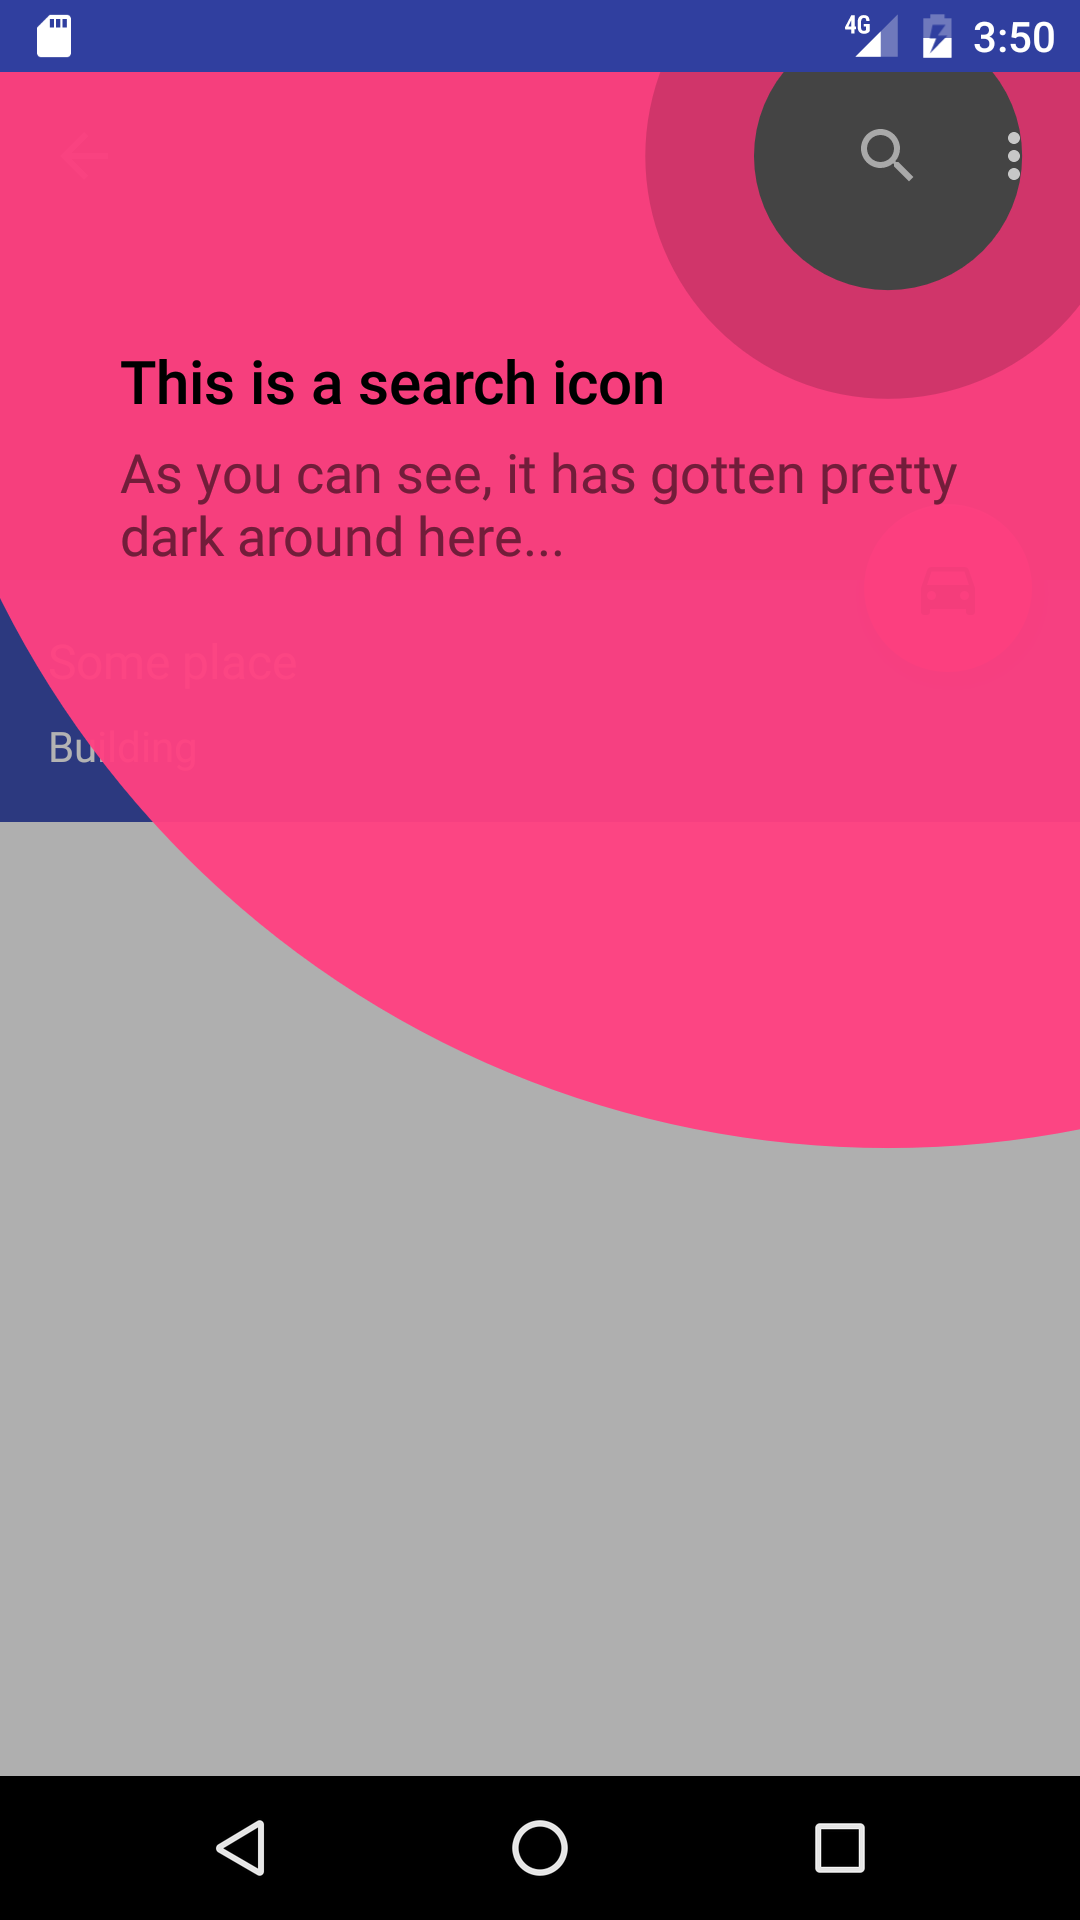 4G 3:50
This is a search icon
As you can see, it has gotten pretty
dark around here...
Some place
Building